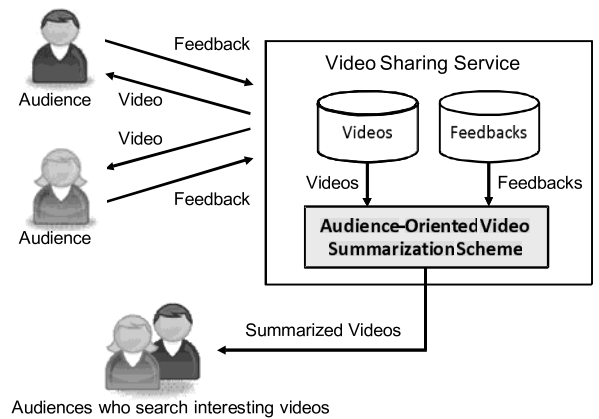 Feedback
Audience
Video
Video
Feedback
Audience
Video Sharing Service
Videos
Feedbacks
Videos
Feedbacks
Audience-Oriented Video
Summarization Scheme
Summarized Videos
Audiences who search interesting videos